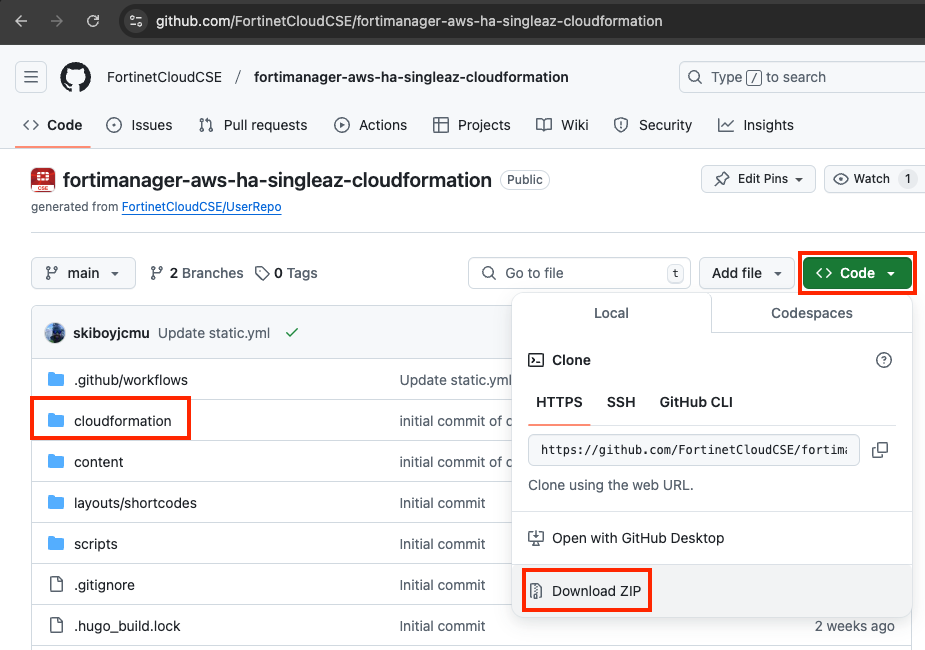 github.com/FortinetCloudCSE/fortimanager-aws-ha-singleaz-cloudformation
FortinetCloudCSE / fortimanager-aws-ha-singleaz-cloudformation
Type / to search
Code Issues Pull requests Actions Projects Wiki Security Insights
CSE
fortimanager-aws-ha-singleaz-cloudformation Public
Edit Pins Watch 1
generated from FortinetCloudCSE/UserRepo
main 2 Branches 0 Tags
Go to file t
Add file
Code
Local Codespaces
skiboyjcmu Update static.yml
Clone
.github/workflows Update static.yml
HTTPS SSH GitHub CLI
cloudformation initial commit of
https://github.com/FortinetCloudCSE/fortima
content initial commit of
Clone using the web URL.
layouts/shortcodes Initial commit
Open with GitHub Desktop
scripts Initial commit
.gitignore Initial commit
Download ZIP
.hugo_build.lock Initial commit 2 weeks ago